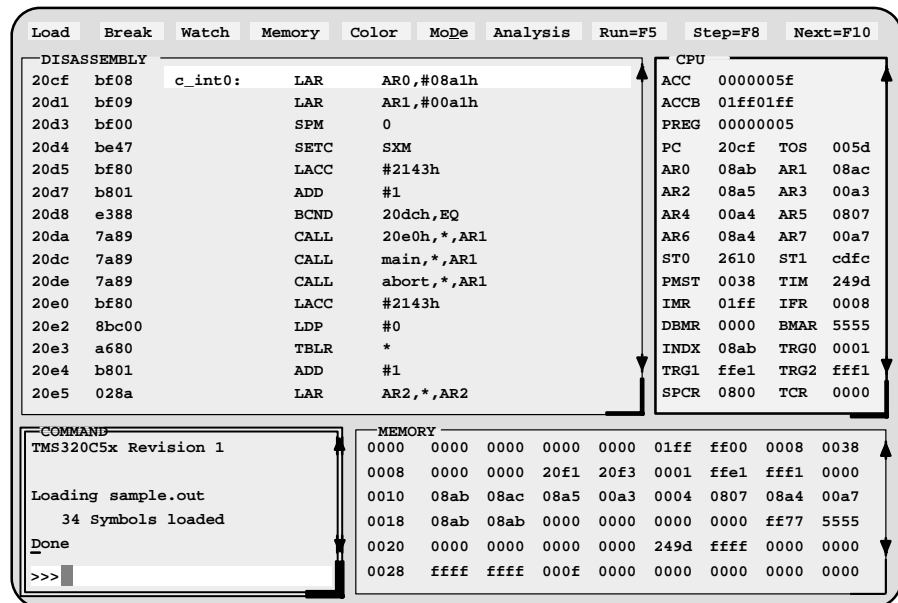 Load Break Watch Memory Color MoDe Analysis Run=F5 Step=F8 Next=F10
DISASSEMBLY
20cf bf08 c_int0: LAR AR0,#08a1h
20d1 bf09 LAR AR1,#00a1h
20d3 bf00 SPM 0
20d4 be47 SETC SXM
20d5 bf80 LACC #2143h
20d7 b801 ADD #1
20d8 e388 BCND 20dch,EQ
20da 7a89 CALL 20e0h,*,AR1
20dc 7a89 CALL main,*,AR1
20de 7a89 CALL abort,*,AR1
20e0 bf80 LACC #2143h
20e2 8bc00 LDP #0
20e3 a680 TBLR *
20e4 b801 ADD #1
20e5 028a LAR AR2,*,AR2
CPU
ACC 0000005f
ACCB 01ff01ff
PREG 00000005
PC 20cf TOS 005d
AR0 08ab AR1 08ac
AR2 08a5 AR3 00a3
AR4 00a4 AR5 0807
AR6 08a4 AR7 00a7
ST0 2610 ST1 cdfc
PMST 0038 TIM 249d
IMR 01ff IFR 0008
DBMR 0000 BMAR 5555
INDX 08ab TRG0 0001
TRG1 ffe1 TRG2 fff1
SPCR 0800 TCR 0000
COMMAND
TMS320C5x Revision 1
Loading sample.out
34 Symbols loaded
Done
>>>
MEMORY
0000 0000 0000 0000 0000 01ff ff00 0008 0038
0008 0000 0000 20f1 20f3 0001 ffe1 fff1 0000
0010 08ab 08ac 08a5 00a3 0004 0807 08a4 00a7
0018 08ab 08ab 0000 0000 0000 0000 ff77 5555
0020 0000 0000 0000 0000 249d ffff 0000 0000
0028 ffff ffff 000f 0000 0000 0000 0000 0000